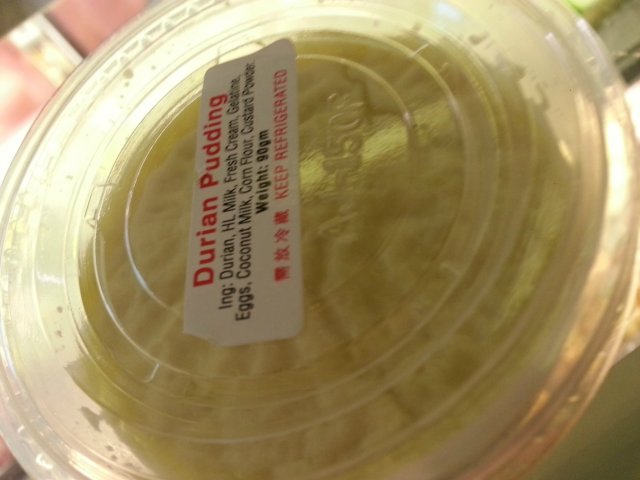 Durian Pudding
Ing: Durian, HL Milk, Fresh Cream, Gelatine,
Eggs, Coconut Milk, Corn Flour, Custard Powder.
Weight: 90gm
需放冷藏 KEEP REFRIGERATED